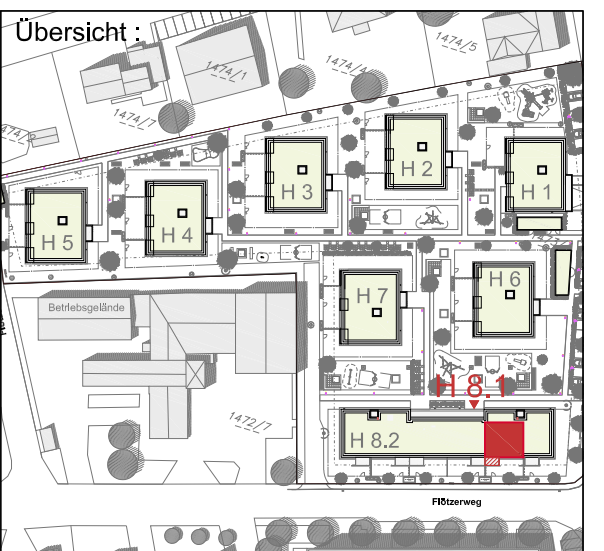 Übersicht :
1474/5
1474/1
1474/4
1474/7
H 2
H 3
H 1
H 4
H 5
H 6
H 7
Betriebsgelände
H 8.1
H 8.2
1472/7
Flötzerweg